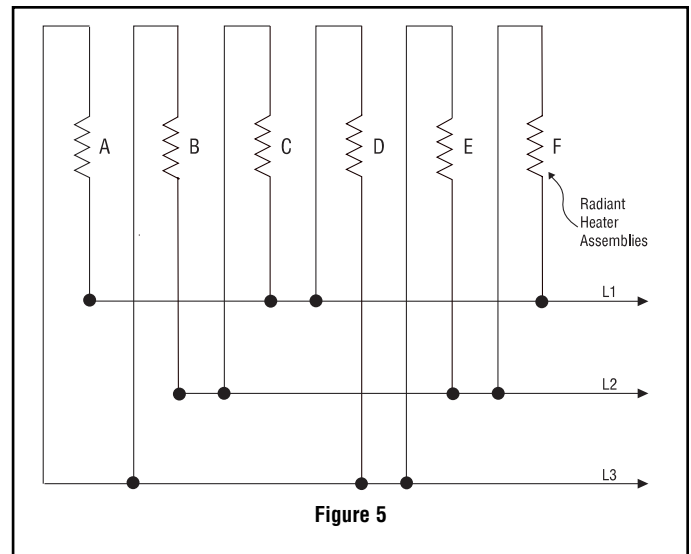 A B C D E F
Radiant
Heater
Assemblies
L1
L2
L3
Figure 5